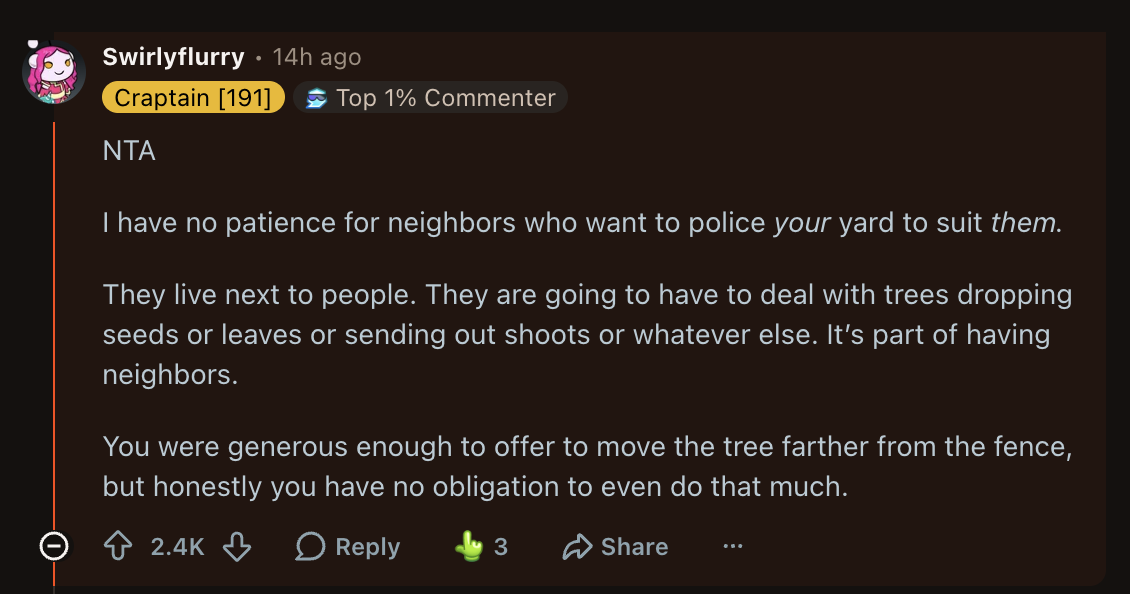 Swirlyflurry • 14h ago
Craptain [191] Top 1% Commenter
NTA
I have no patience for neighbors who want to police your yard to suit them.
They live next to people. They are going to have to deal with trees dropping
seeds or leaves or sending out shoots or whatever else. It’s part of having
neighbors.
You were generous enough to offer to move the tree farther from the fence,
but honestly you have no obligation to even do that much.
2.4K Reply 3 Share ...